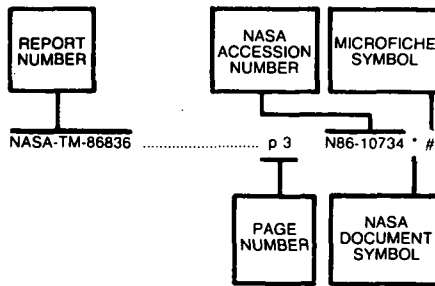 REPORT
NUMBER
NASA
ACCESSION
NUMBER
MICROFICHE
SYMBOL
NASA-TM-86836 ........................ p 3 N86-10734 * #
PAGE
NUMBER
NASA
DOCUMENT
SYMBOL